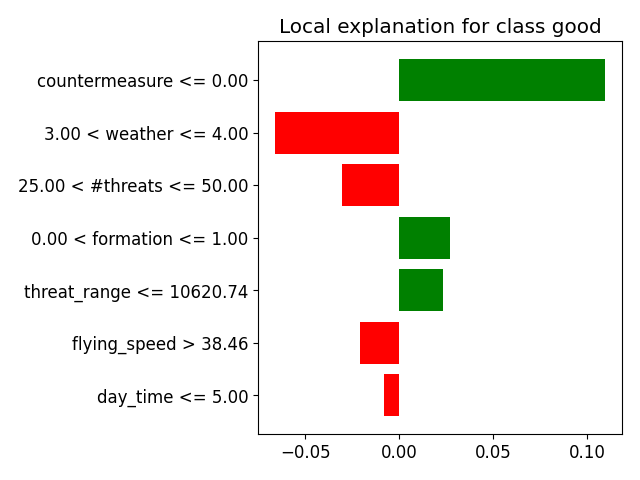 Local explanation for class good
countermeasure <= 0.00
3.00 < weather <= 4.00
25.00 < #threats <= 50.00
0.00 < formation <= 1.00
threat_range <= 10620.74
flying_speed > 38.46
day_time <= 5.00
−0.05 0.00 0.05 0.10